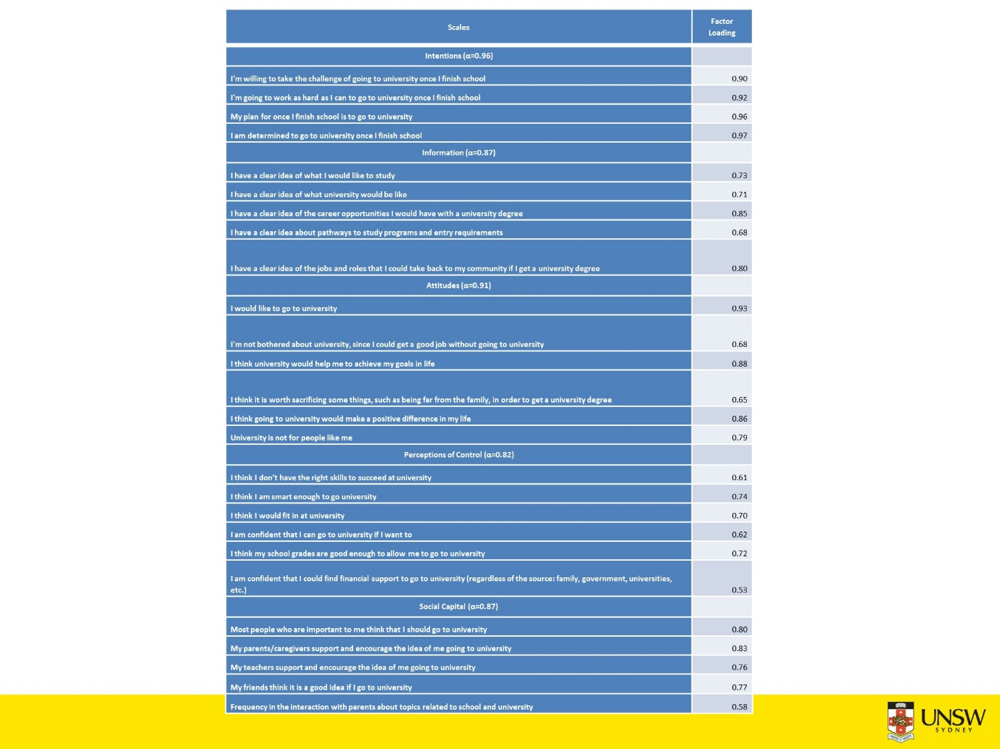 Scales
Factor
Loading
Intentions (α=0.96)
I'm willing to take the challenge of going to university once I finish school
0.90
I'm going to work as hard as I can to go to university once I finish school
0.92
My plan for once I finish school is to go to university
0.96
I am determined to go to university once I finish school
0.97
Information (α=0.87)
I have a clear idea of what I would like to study
0.73
I have a clear idea of what university would be like
0.71
I have a clear idea of the career opportunities I would have with a university degree
0.85
I have a clear idea about pathways to study programs and entry requirements
0.68
I have a clear idea of the jobs and roles that I could take back to my community if I get a university degree
0.80
Attitudes (α=0.91)
I would like to go to university
0.93
I'm not bothered about university, since I could get a good job without going to university
0.68
I think university would help me to achieve my goals in life
0.88
I think it is worth sacrificing some things, such as being far from the family, in order to get a university degree
0.65
I think going to university would make a positive difference in my life
0.86
University is not for people like me
0.79
Perceptions of Control (α=0.82)
I think I don't have the right skills to succeed at university
0.61
I think I am smart enough to go university
0.74
I think I would fit in at university
0.70
I am confident that I can go to university if I want to
0.62
I think my school grades are good enough to allow me to go to university
0.72
I am confident that I could find financial support to go to university (regardless of the source: family, government, universities,
etc.)
0.53
Social Capital (α=0.87)
Most people who are important to me think that I should go to university
0.80
My parents/caregivers support and encourage the idea of me going to university
0.83
My teachers support and encourage the idea of me going to university
0.76
My friends think it is a good idea if I go to university
0.77
Frequency in the interaction with parents about topics related to school and university
0.58
UNSW
SYDNEY